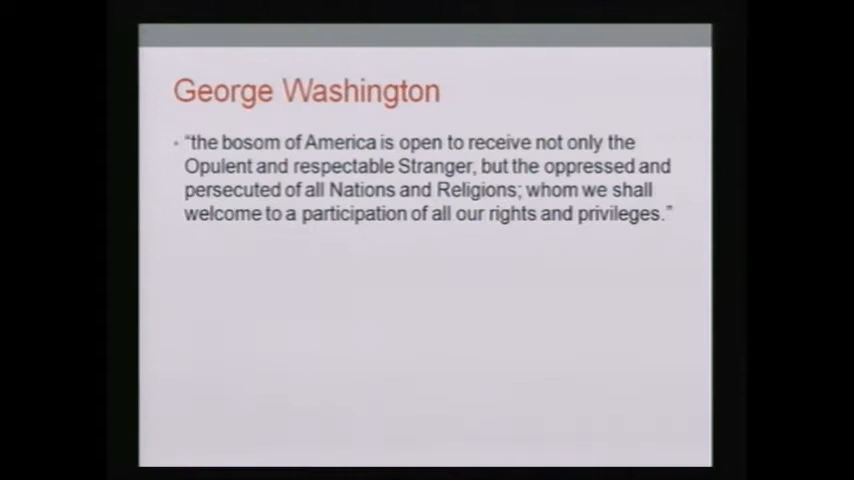 George Washington
• "the bosom of America is open to receive not only the
Opulent and respectable Stranger, but the oppressed and
persecuted of all Nations and Religions; whom we shall
welcome to a participation of all our rights and privileges."